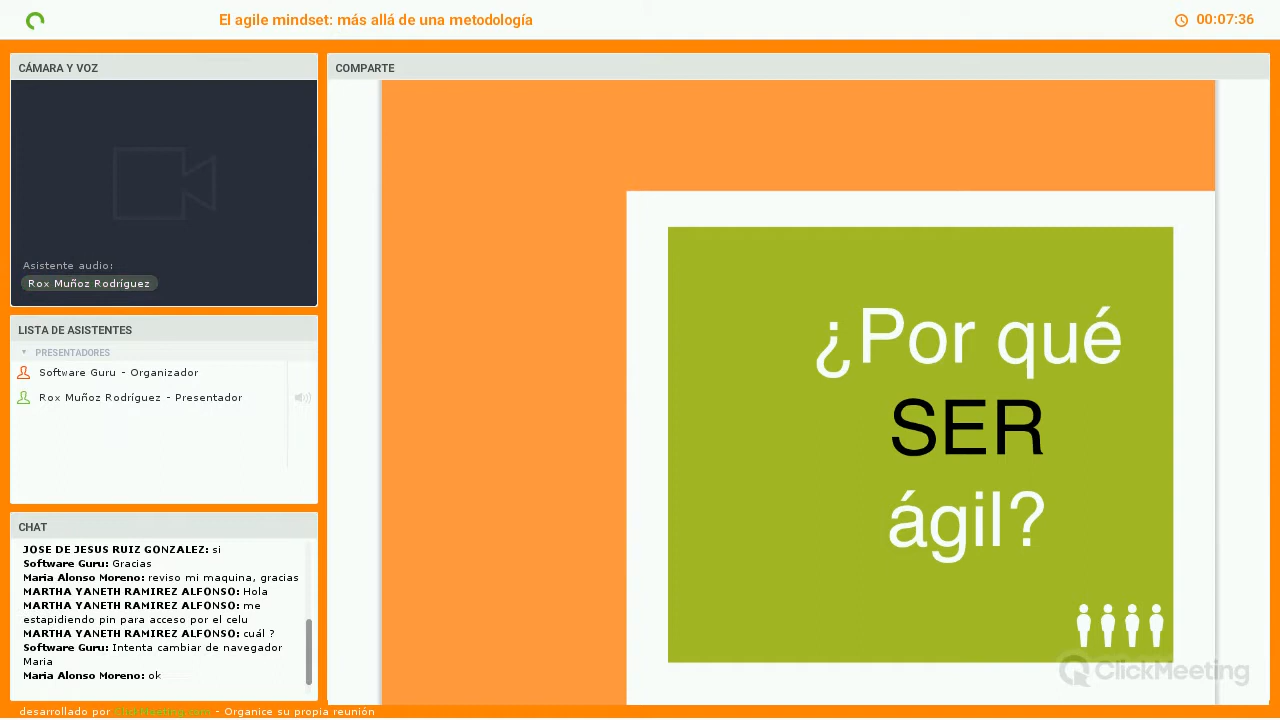 El agile mindset: más allá de una metodología
00:07:36
CÁMARA Y VOZ
Asistente audio:
Rox Muñoz Rodríguez
LISTA DE ASISTENTES
PRESENTADORES
Software Guru - Organizador
Rox Muñoz Rodríguez - Presentador
CHAT
JOSE DE JESUS RUIZ GONZALEZ: si
Software Guru: Gracias
Maria Alonso Moreno: reviso mi maquina, gracias
MARTHA YANETH RAMIREZ ALFONSO: Hola
MARTHA YANETH RAMIREZ ALFONSO: me
estapidiendo pin para acceso por el celu
MARTHA YANETH RAMIREZ ALFONSO: cuál ?
Software Guru: Intenta cambiar de navegador
Maria
Maria Alonso Moreno: ok
COMPARTE
¿Por qué
SER
ágil?
ClickMeeting
desarrollado por ClickMeeting.com - Organice su propia reunión